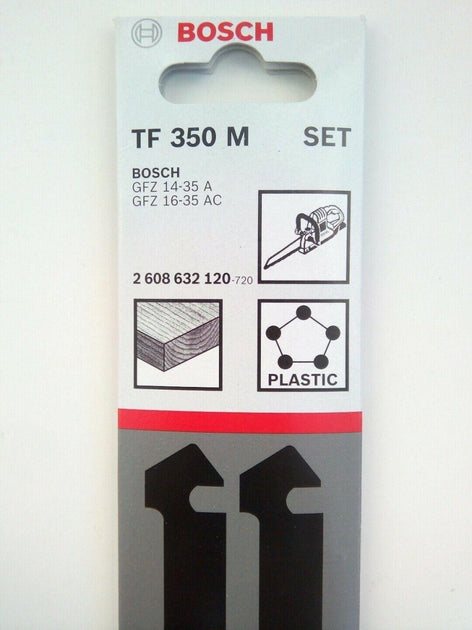 BOSCH
TF 350 M SET
BOSCH
GFZ 14-35 A
GFZ 16-35 AC
2 608 632 120-720
PLASTIC